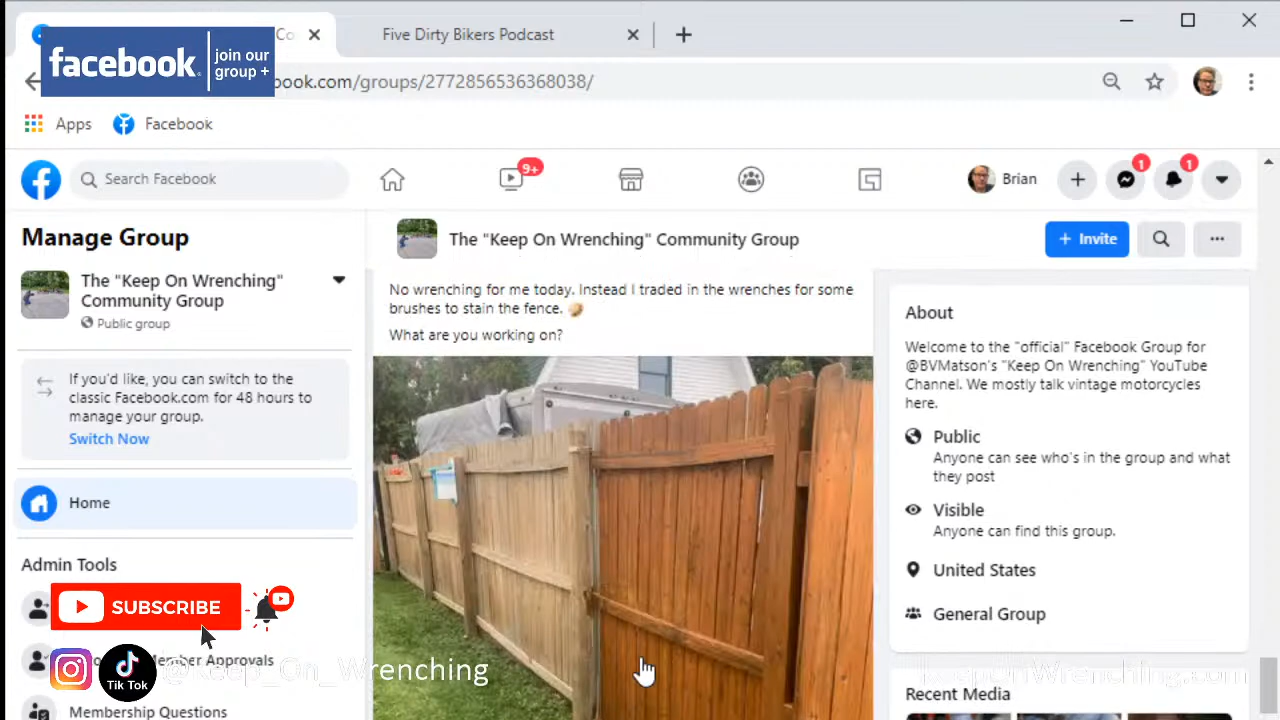 Co
Five Dirty Bikers Podcast
facebook
join our
group +
book.com/groups/2772856536368038/
Apps
Facebook
Search Facebook
9+
Brian
1
1
Manage Group
The "Keep On Wrenching" Community Group
Invite
The "Keep On Wrenching"
Community Group
Public group
If you'd like, you can switch to the
classic Facebook.com for 48 hours to
manage your group.
Switch Now
Home
Admin Tools
SUBSCRIBE
Member Approvals
Tik Tok
@Keep_On_Wrenching
Membership Questions
No wrenching for me today. Instead I traded in the wrenches for some
brushes to stain the fence.
What are you working on?
About
Welcome to the "official" Facebook Group for
@BVMatson's "Keep On Wrenching" YouTube
Channel. We mostly talk vintage motorcycles
here.
Public
Anyone can see who's in the group and what
they post
Visible
Anyone can find this group.
United States
General Group
KeepOnWrenching.com
Recent Media